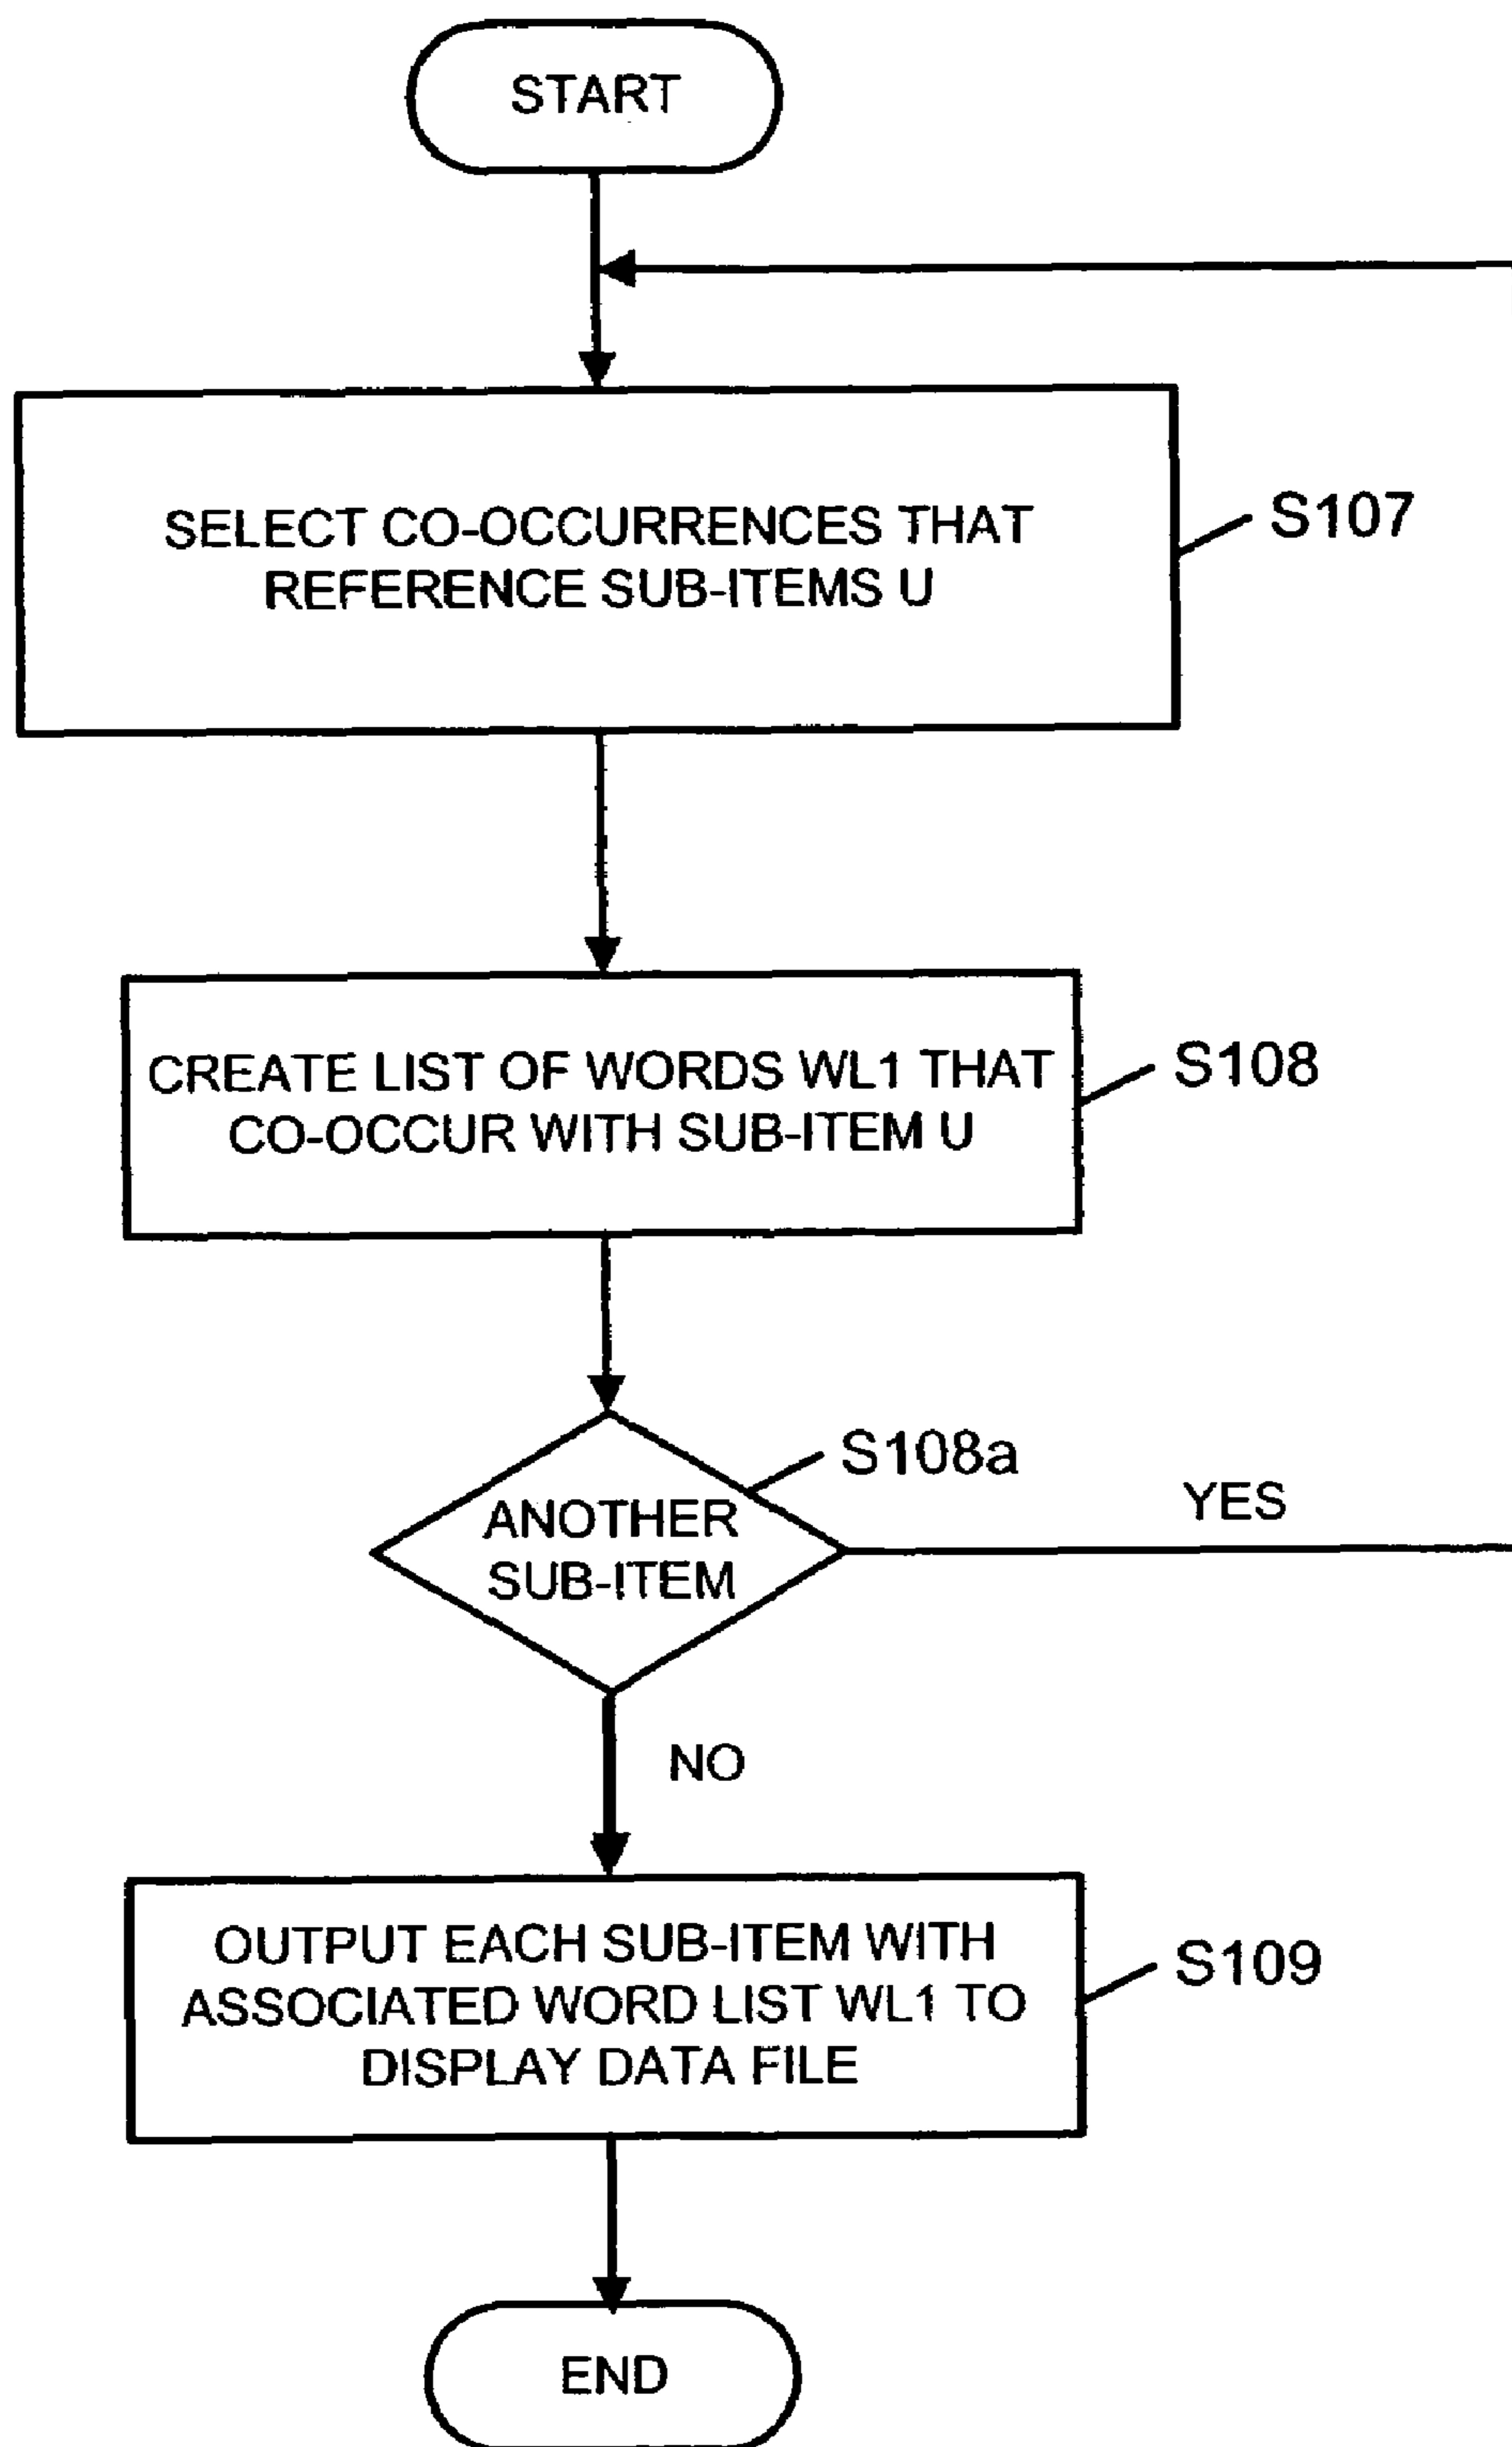 START
SELECT CO-OCCURRENCES THAT
REFERENCE SUB-ITEMS U
S107
CREATE LIST OF WORDS WL1 THAT
CO-OCCUR WITH SUB-ITEM U
S108
S108a
ANOTHER
SUB-ITEM
YES
NO
OUTPUT EACH SUB-ITEM WITH
ASSOCIATED WORD LIST WL1 TO
DISPLAY DATA FILE
S109
END